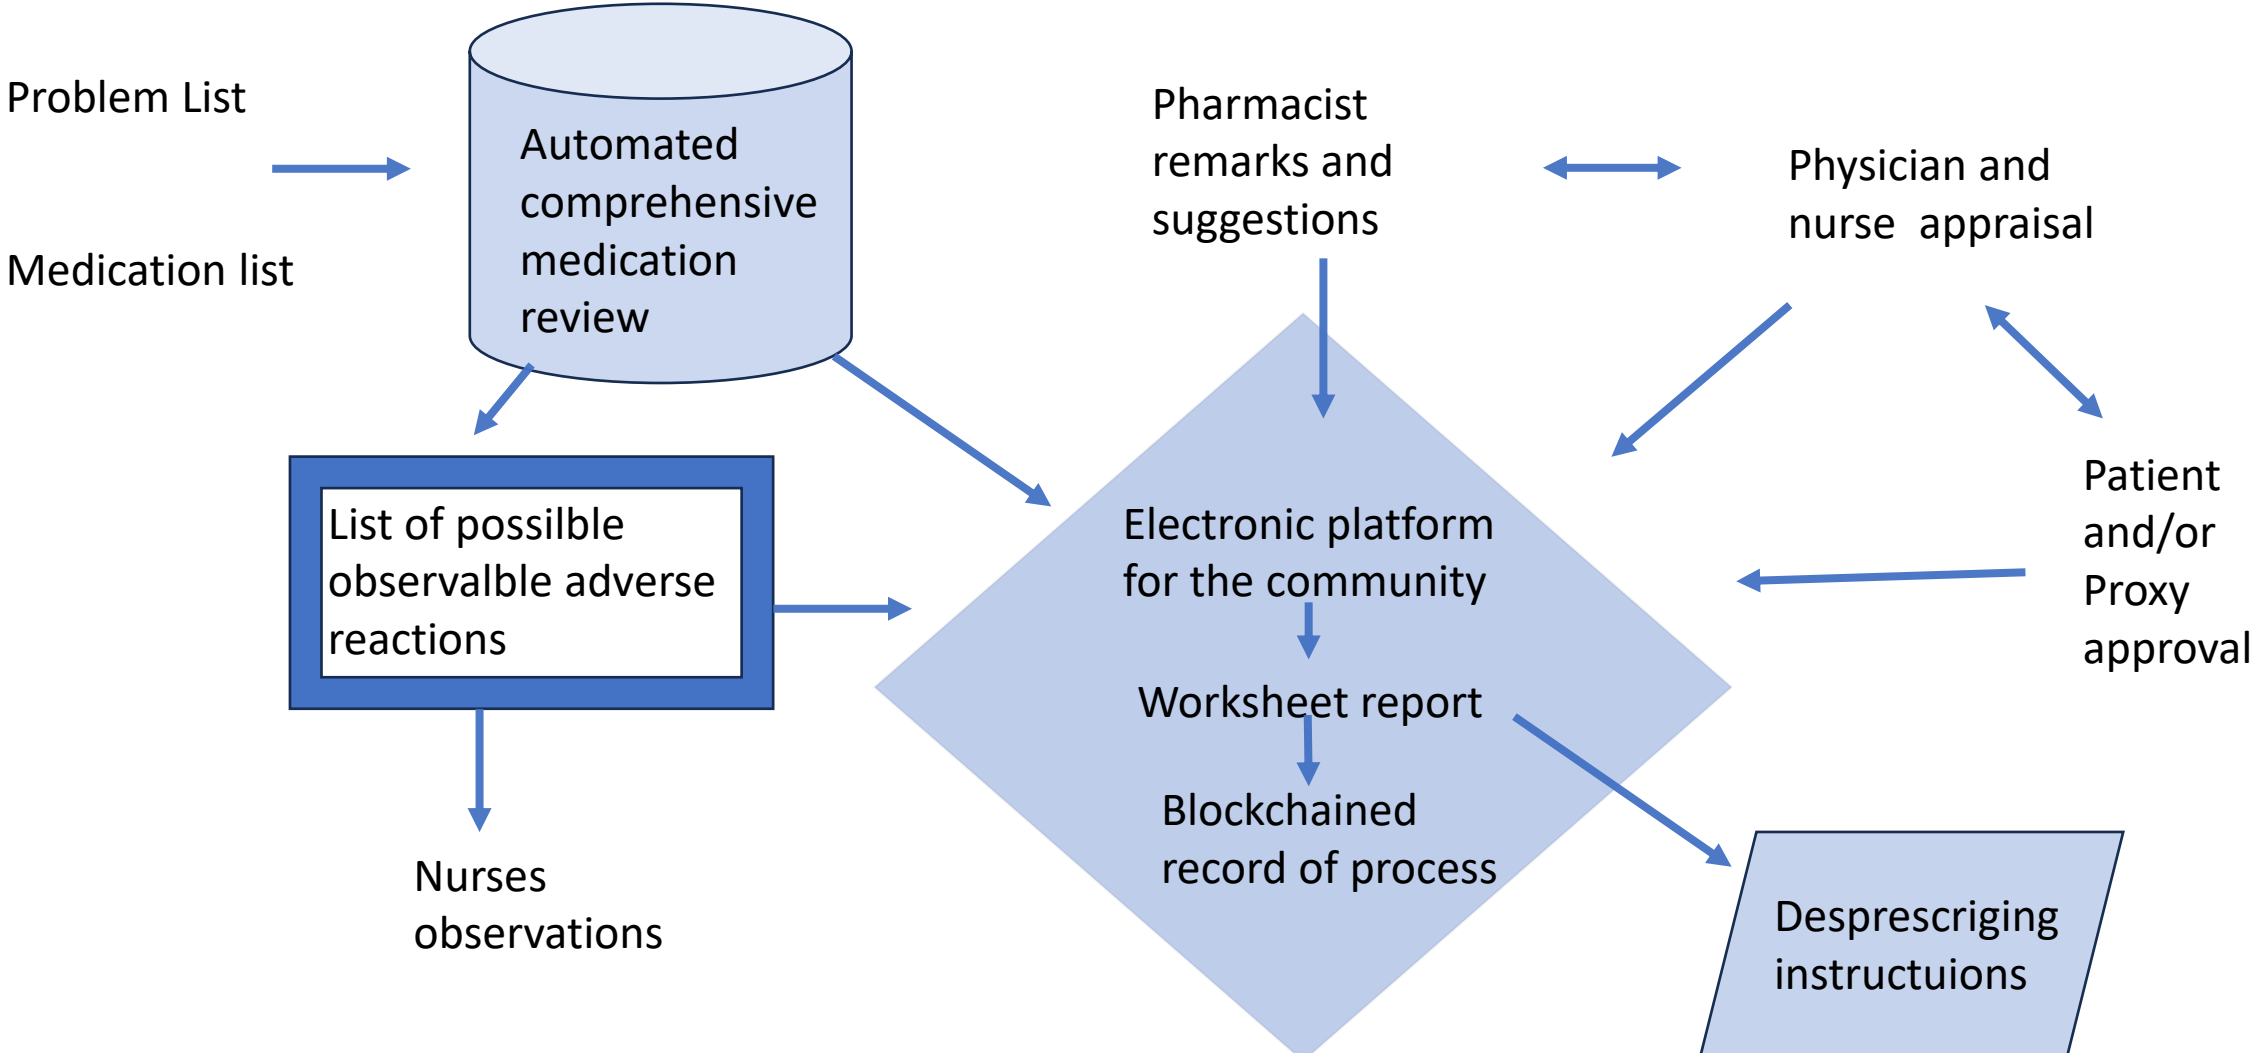 Problem List
Medication list
Automated
comprehensive
medication
review
Pharmacist
remarks and
suggestions
Physician and
nurse  appraisal
Patient
and/or
Proxy
approval
List of possilble
observalble adverse
reactions
Electronic platform
for the community
Worksheet report
Blockchained
record of process
Nurses
observations
Desprescriging
instructuions